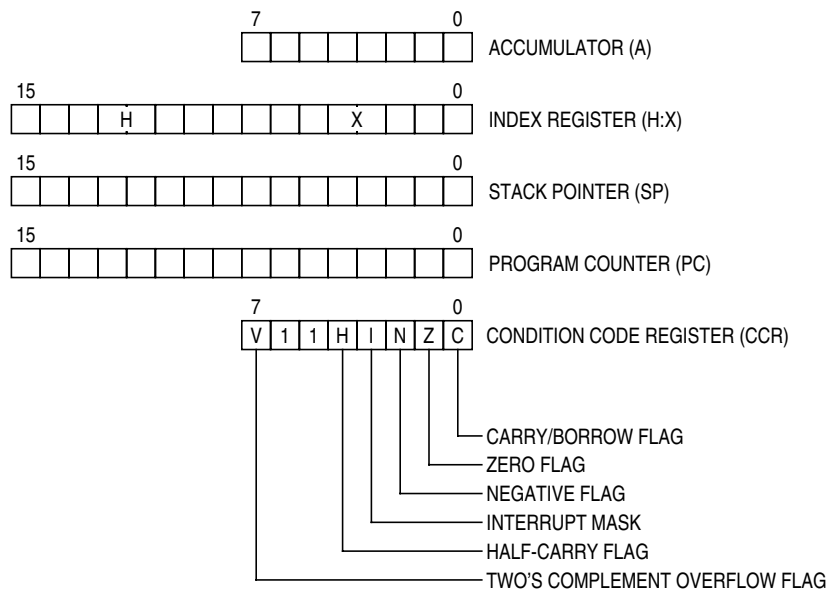 7 0
ACCUMULATOR (A)
15 0
H X INDEX REGISTER (H:X)
15 0
STACK POINTER (SP)
15 0
PROGRAM COUNTER (PC)
7 0
V 1 1 H I N Z C CONDITION CODE REGISTER (CCR)
CARRY/BORROW FLAG
ZERO FLAG
NEGATIVE FLAG
INTERRUPT MASK
HALF-CARRY FLAG
TWO'S COMPLEMENT OVERFLOW FLAG